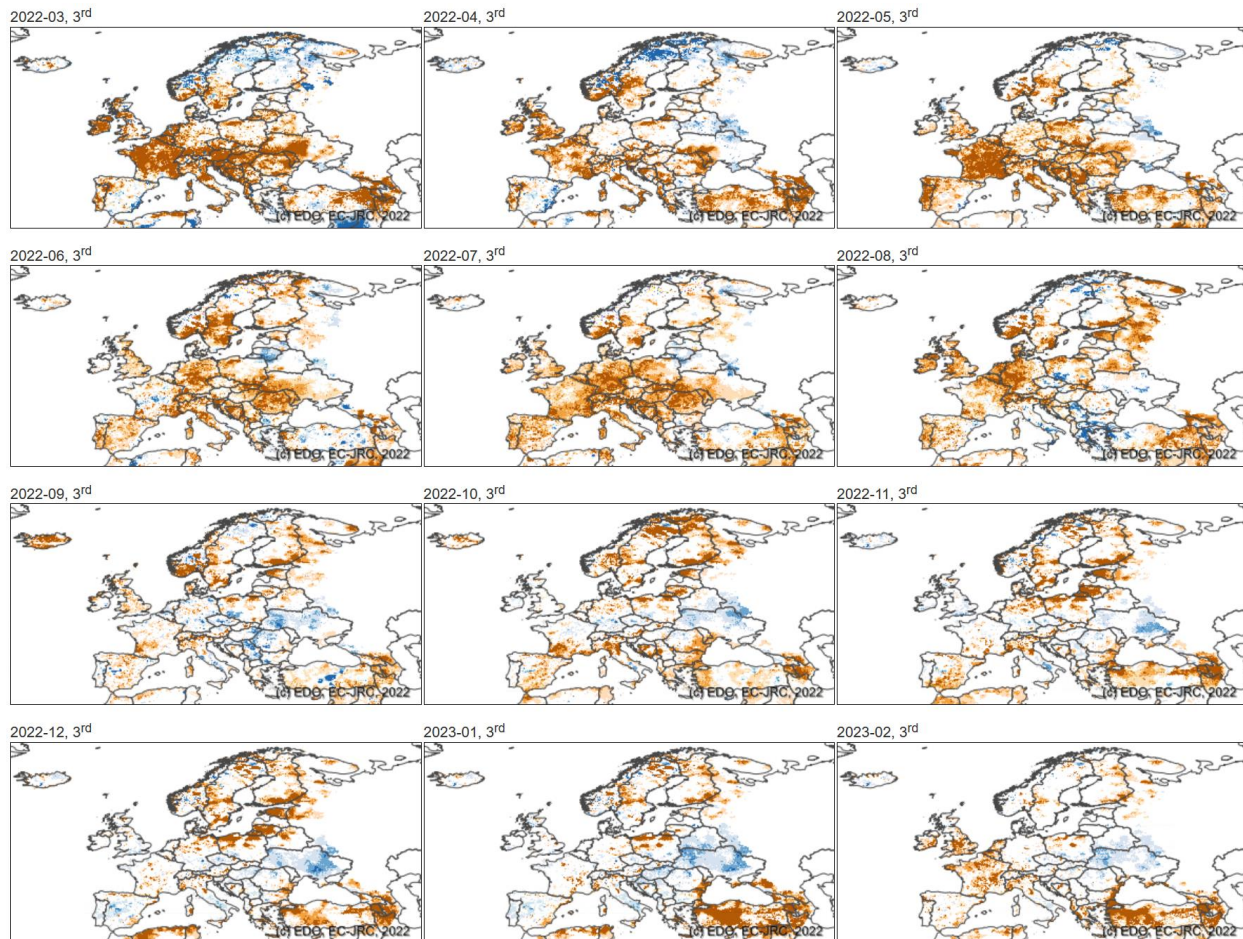 2022-03, 3rd
2022-04, 3rd
2022-05, 3rd
(c) EDO, EC-JRC, 2022
(c) EDO, EC-JRC, 2022
(c) EDO, EC-JRC, 2022
2022-06, 3rd
2022-07, 3rd
2022-08, 3rd
(c) EDO, EC-JRC, 2022
(c) EDO, EC-JRC, 2022
(c) EDO, EC-JRC, 2022
2022-09, 3rd
2022-10, 3rd
2022-11, 3rd
(c) EDO, EC-JRC, 2022
(c) EDO, EC-JRC, 2022
(c) EDO, EC-JRC, 2022
2022-12, 3rd
2023-01, 3rd
2023-02, 3rd
(c) EDO, EC-JRC, 2022
(c) EDO, EC-JRC, 2022
(c) EDO, EC-JRC, 2022